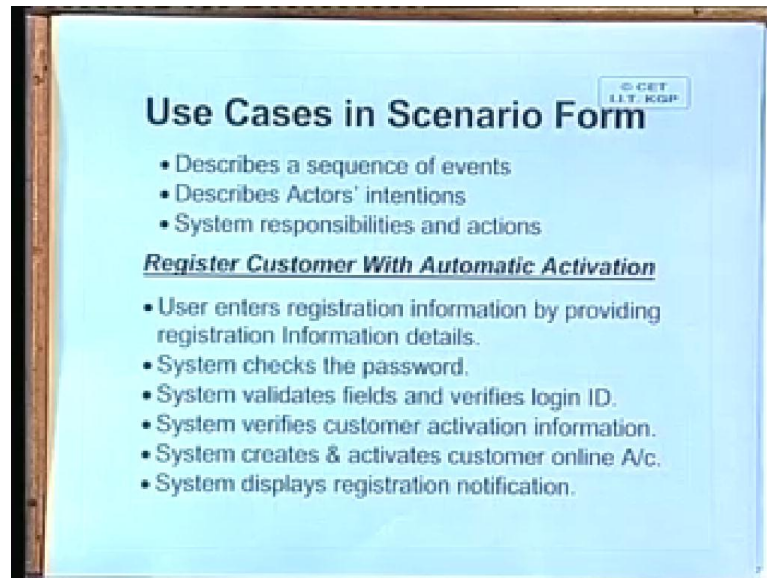 © CET
I.I.T. KGP
Use Cases in Scenario Form
• Describes a sequence of events
• Describes Actors' intentions
• System responsibilities and actions
Register Customer With Automatic Activation
• User enters registration information by providing
registration Information details.
• System checks the password.
• System validates fields and verifies login ID.
• System verifies customer activation information.
• System creates & activates customer online A/c.
• System displays registration notification.